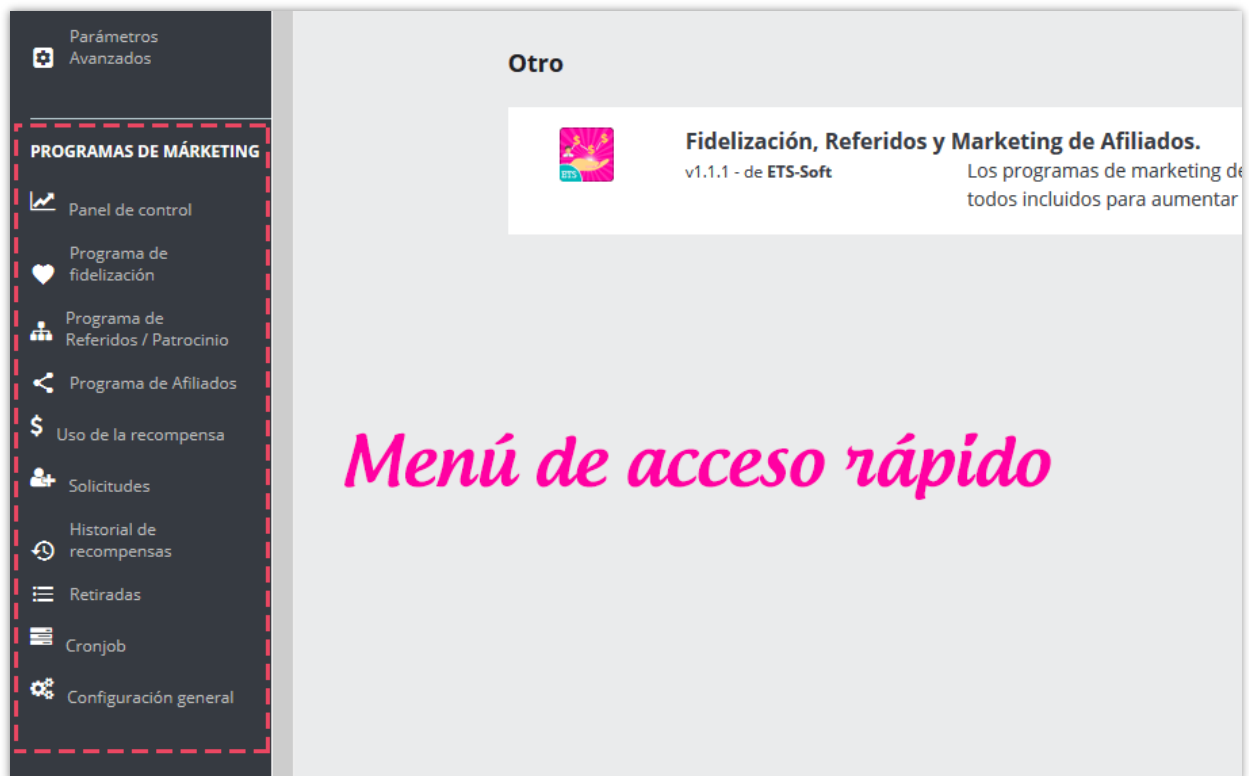 Parámetros
Avanzados
PROGRAMAS DE MÁRKETING
Panel de control
Programa de
fidelización
Programa de
Referidos / Patrocinio
Programa de Afiliados
Uso de la recompensa
Solicitudes
Historial de
recompensas
Retiradas
Cronjob
Configuración general
Otro
Fidelización, Referidos y Marketing de Afiliados.
v1.1.1 - de ETS-Soft
Los programas de marketing de
todos incluidos para aumentar
ETS
Menú de acceso rápido